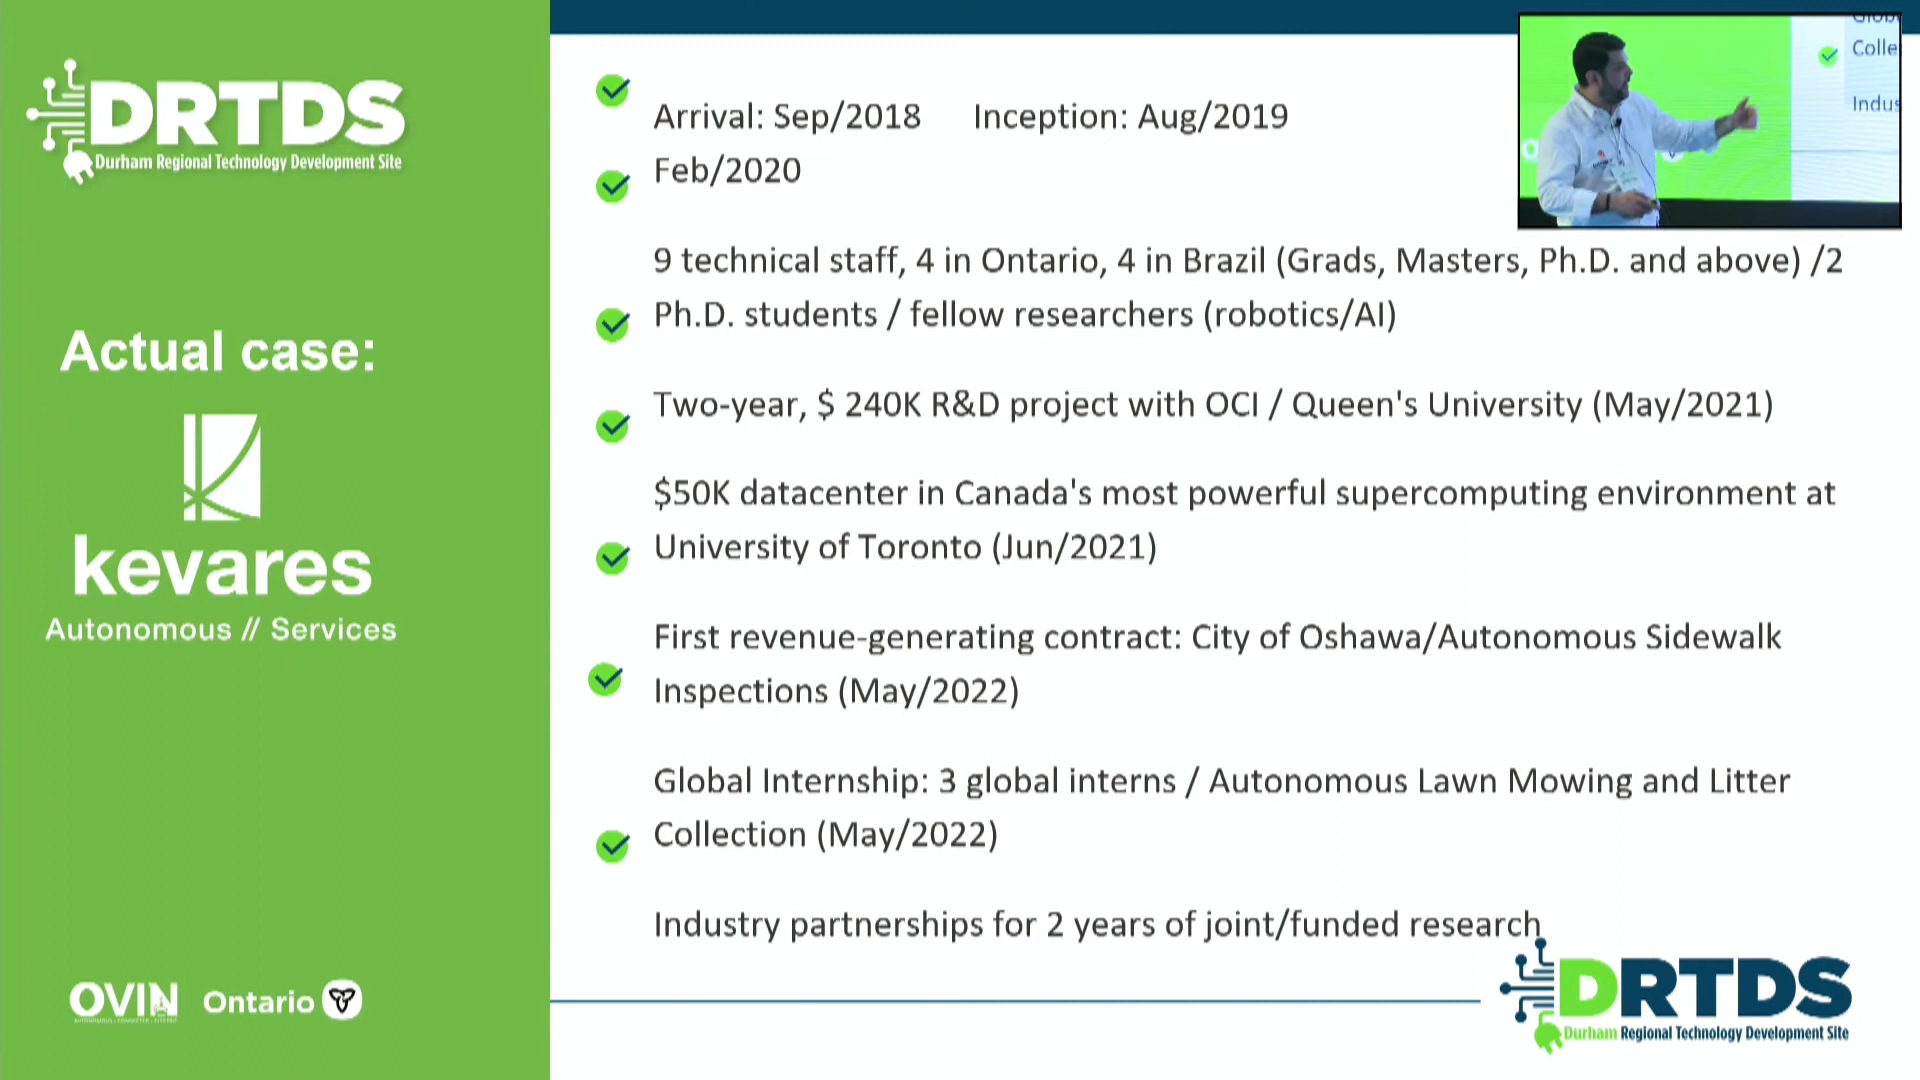 DRTDS
Durham Regional Technology Development Site
Actual case:
kevares
Autonomous // Services
OVIN
Ontario
Arrival: Sep/2018 Inception: Aug/2019
Feb/2020
9 technical staff, 4 in Ontario, 4 in Brazil (Grads, Masters, Ph.D. and above) /2
Ph.D. students / fellow researchers (robotics/AI)
Two-year, $ 240K R&D project with OCI / Queen's University (May/2021)
$50K datacenter in Canada's most powerful supercomputing environment at
University of Toronto (Jun/2021)
First revenue-generating contract: City of Oshawa/Autonomous Sidewalk
Inspections (May/2022)
Global Internship: 3 global interns / Autonomous Lawn Mowing and Litter
Collection (May/2022)
Industry partnerships for 2 years of joint/funded research
Colle
Indus
DRTDS
Durham Regional Technology Development Site